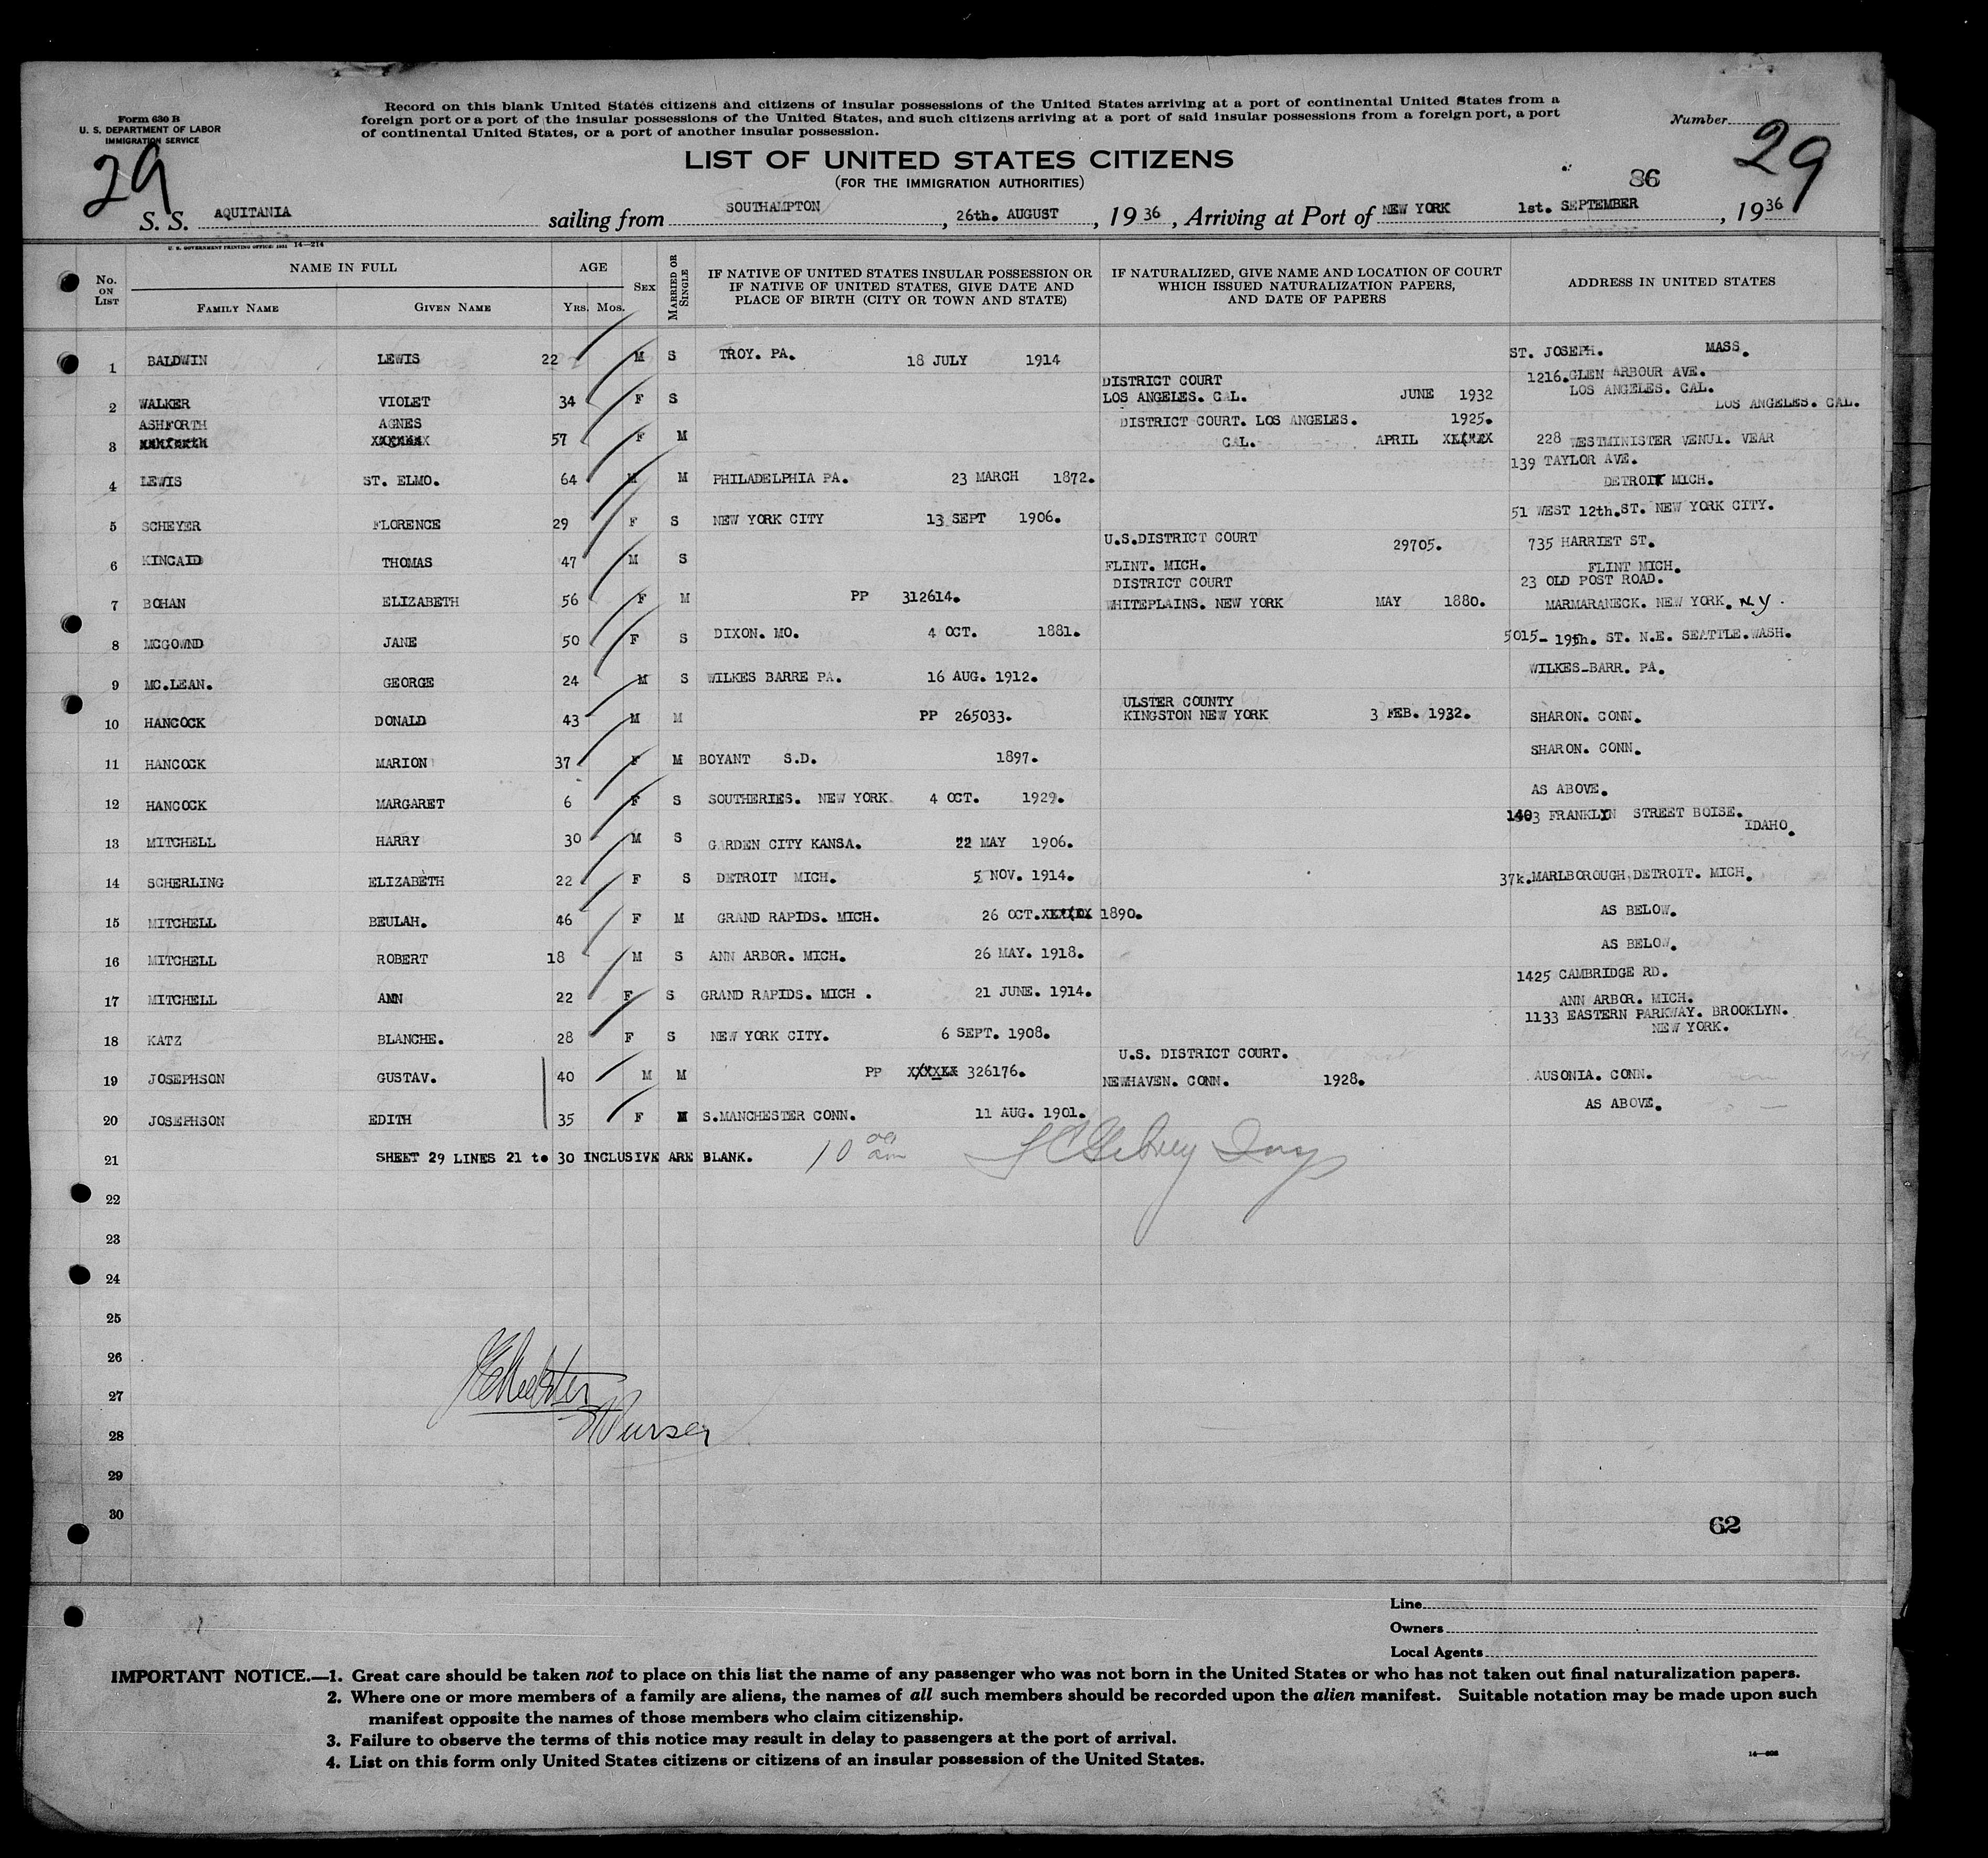 Form 630 B
U. S. DEPARTMENT OF LABOR
IMMIGRATION SERVICE
Record on this blank United States citizens and citizens of insular possessions of the United States arriving at a port of continental United States from a
foreign port or a port of the insular possessions of the United States, and such citizens arriving at a port of said insular possessions from a foreign port, a port
of continental United States, or a port of another insular possession.
Number
29
29
LIST OF UNITED STATES CITIZENS
(FOR THE IMMIGRATION AUTHORITIES)
86
S. S. AQUITANIA sailing from SOUTHAMPTON, 26th. AUGUST, 1936, Arriving at Port of NEW YORK 1st. SEPTEMBER, 1936
U. S. GOVERNMENT PRINTING OFFICE: 1931 14—214
No. ON LIST
NAME IN FULL
FAMILY NAME
GIVEN NAME
AGE
Yrs. Mos.
SEX
MARRIED OR SINGLE
IF NATIVE OF UNITED STATES INSULAR POSSESSION OR
IF NATIVE OF UNITED STATES, GIVE DATE AND
PLACE OF BIRTH (CITY OR TOWN AND STATE)
IF NATURALIZED, GIVE NAME AND LOCATION OF COURT
WHICH ISSUED NATURALIZATION PAPERS,
AND DATE OF PAPERS
ADDRESS IN UNITED STATES
1 BALDWIN LEWIS 22 M S TROY. PA. 18 JULY 1914 ST. JOSEPH. MASS.
2 WALKER VIOLET 34 F S DISTRICT COURT LOS ANGELES. CAL. JUNE 1932 1216.GLEN ARBOUR AVE. LOS ANGELES. CAL.
LOS ANGELES. CAL.
3 ASHFORTH AGNES 57 F M DISTRICT COURT. LOS ANGELES. CAL. APRIL 1925. 228 WESTMINISTER VENUI. VEAR
4 LEWIS ST. ELMO. 64 M M PHILADELPHIA PA. 23 MARCH 1872. 139 TAYLOR AVE. DETROIT MICH.
5 SCHEYER FLORENCE 29 F S NEW YORK CITY 13 SEPT 1906. 51 WEST 12th.ST. NEW YORK CITY.
6 KINCAID THOMAS 47 M S U.S.DISTRICT COURT FLINT. MICH. 29705. 735 HARRIET ST. FLINT MICH.
7 BOHAN ELIZABETH 56 F M PP 312614. DISTRICT COURT WHITEPLAINS. NEW YORK MAY 1880. 23 OLD POST ROAD. MARMARANECK. NEW YORK. NY.
8 MCGOWND JANE 50 F S DIXON. MO. 4 OCT. 1881. 5015- 19th. ST. N.E. SEATTLE.WASH.
9 MC.LEAN. GEORGE 24 M S WILKES BARRE PA. 16 AUG. 1912. WILKES-BARR. PA.
10 HANCOCK DONALD 43 M M PP 265033. ULSTER COUNTY KINGSTON NEW YORK 3 FEB. 1932. SHARON. CONN.
11 HANCOCK MARION 37 F M BOYANT S.D. 1897. SHARON. CONN.
12 HANCOCK MARGARET 6 F S SOUTHERIES. NEW YORK 4 OCT. 1929. AS ABOVE.
13 MITCHELL HARRY 30 M S GARDEN CITY KANSA. 22 MAY 1906. 1403 FRANKLYN STREET BOISE. IDAHO.
14 SCHERLING ELIZABETH 22 F S DETROIT MICH. 5 NOV. 1914. 37k.MARLBOROUGH.DETROIT. MICH.
15 MITCHELL BEULAH. 46 F M GRAND RAPIDS. MICH. 26 OCT. 1890. AS BELOW.
16 MITCHELL ROBERT 18 M S ANN ARBOR. MICH. 26 MAY. 1918. AS BELOW.
17 MITCHELL ANN 22 F S GRAND RAPIDS. MICH . 21 JUNE. 1914. 1425 CAMBRIDGE RD. ANN ARBOR. MICH.
18 KATZ BLANCHE. 28 F S NEW YORK CITY. 6 SEPT. 1908. 1133 EASTERN PARKWAY. BROOKLYN. NEW YORK.
19 JOSEPHSON GUSTAV. 40 M M PP 326176. U.S. DISTRICT COURT. NEWHAVEN. CONN. 1928. AUSONIA. CONN.
20 JOSEPHSON EDITH 35 F M S.MANCHESTER CONN. 11 AUG. 1901. AS ABOVE.
21 SHEET 29 LINES 21 to 30 INCLUSIVE ARE BLANK. 10 00 am
22
23
24
25
26
27
Purser
28
29
30
62
Line
Owners
Local Agents
IMPORTANT NOTICE.—1. Great care should be taken not to place on this list the name of any passenger who was not born in the United States or who has not taken out final naturalization papers.
2. Where one or more members of a family are aliens, the names of all such members should be recorded upon the alien manifest. Suitable notation may be made upon such
manifest opposite the names of those members who claim citizenship.
3. Failure to observe the terms of this notice may result in delay to passengers at the port of arrival.
4. List on this form only United States citizens or citizens of an insular possession of the United States.